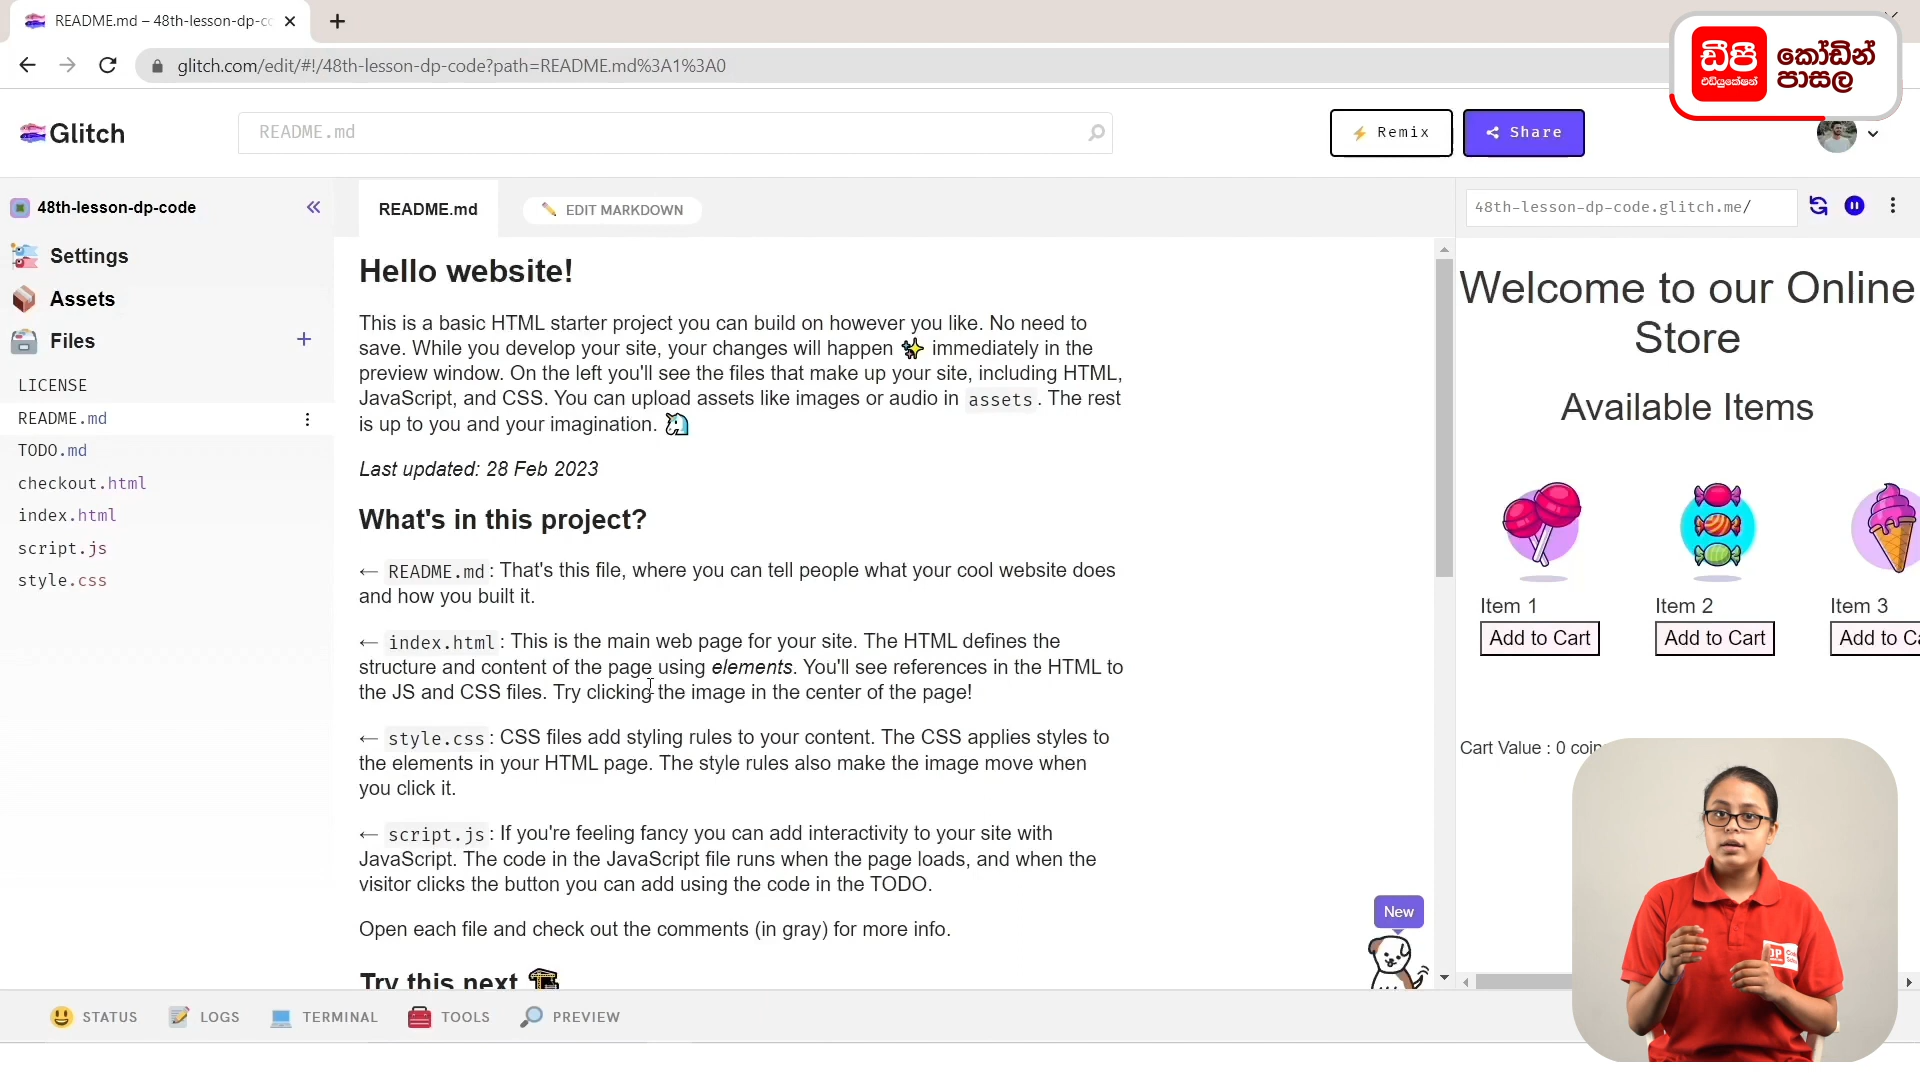 README.md – 48th-lesson-dp-co
glitch.com/edit/#!/48th-lesson-dp-code?path=README.md%3A1%3A0
ඩීපී
එඩියුකේෂන්
කෝඩින්
පාසල
Glitch
README.md
Remix
Share
48th-lesson-dp-code
Settings
Assets
Files
LICENSE
README.md
TODO.md
checkout.html
index.html
script.js
style.css
README.md
EDIT MARKDOWN
Hello website!
This is a basic HTML starter project you can build on however you like. No need to
save. While you develop your site, your changes will happen ✨ immediately in the
preview window. On the left you'll see the files that make up your site, including HTML,
JavaScript, and CSS. You can upload assets like images or audio in assets. The rest
is up to you and your imagination. 🦄
Last updated: 28 Feb 2023
What's in this project?
← README.md: That's this file, where you can tell people what your cool website does
and how you built it.
← index.html: This is the main web page for your site. The HTML defines the
structure and content of the page using elements. You'll see references in the HTML to
the JS and CSS files. Try clicking the image in the center of the page!
← style.css: CSS files add styling rules to your content. The CSS applies styles to
the elements in your HTML page. The style rules also make the image move when
you click it.
← script.js: If you're feeling fancy you can add interactivity to your site with
JavaScript. The code in the JavaScript file runs when the page loads, and when the
visitor clicks the button you can add using the code in the TODO.
Open each file and check out the comments (in gray) for more info.
Try this next 🏗
New
48th-lesson-dp-code.glitch.me/
Welcome to our Online
Store
Available Items
Item 1
Item 2
Item 3
Add to Cart
Add to Cart
Add to Ca
Cart Value : 0 coin
STATUS
LOGS
TERMINAL
TOOLS
PREVIEW